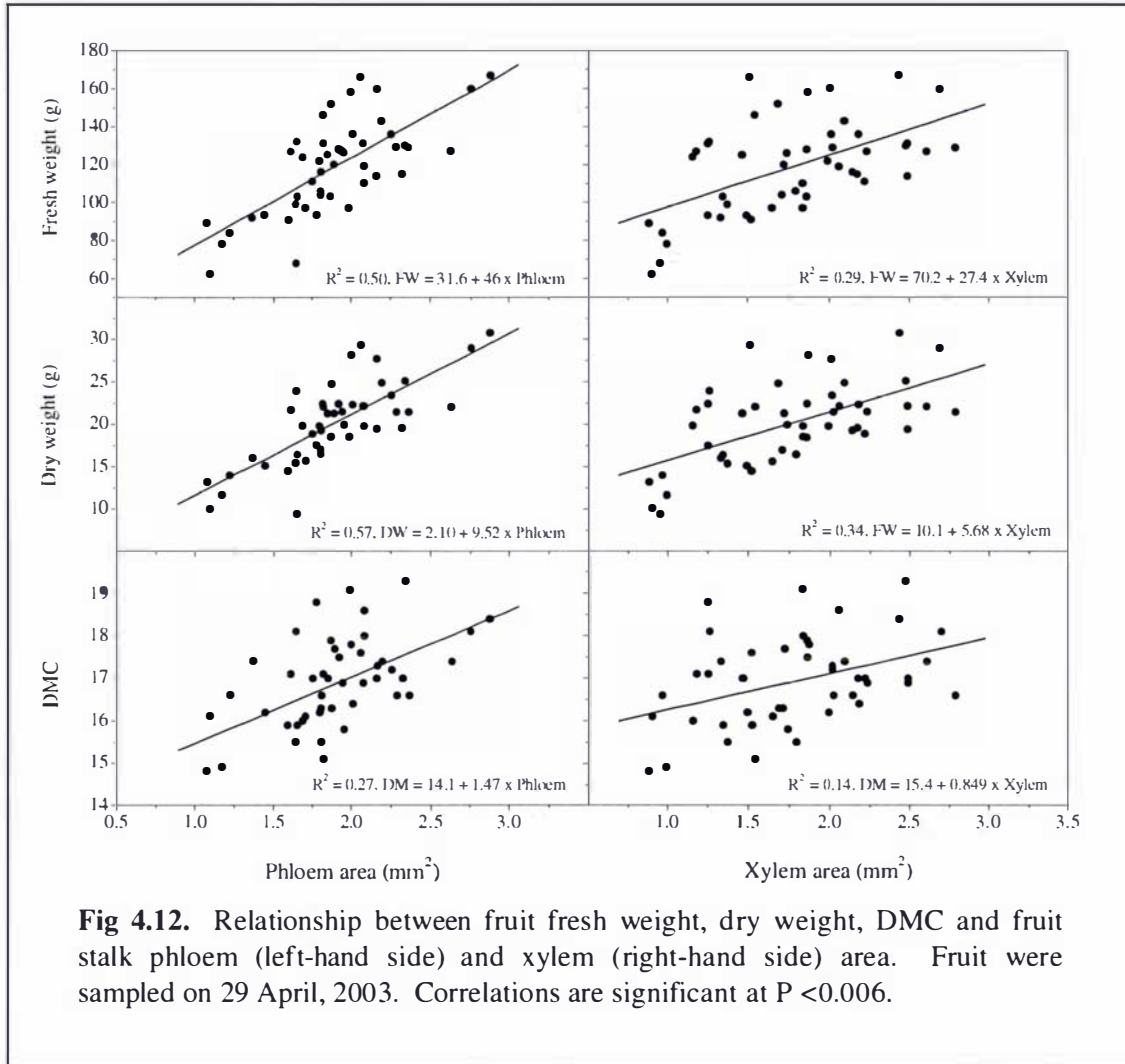 180
160
140
120
100
80
60
Fresh weight (g)
R² = 0.50, FW = 31.6 + 46 x Phloem
R² = 0.29, FW = 70.2 + 27.4 x Xylem
30
25
20
15
10
Dry weight (g)
R² = 0.57, DW = 2.10 + 9.52 x Phloem
R² = 0.34, FW = 10.1 + 5.68 x Xylem
19
18
17
16
15
14
DMC
R² = 0.27, DM = 14.1 + 1.47 x Phloem
R² = 0.14, DM = 15.4 + 0.849 x Xylem
0.5 1.0 1.5 2.0 2.5 3.0 1.0 1.5 2.0 2.5 3.0 3.5
Phloem area (mm²) Xylem area (mm²)
Fig 4.12. Relationship between fruit fresh weight, dry weight, DMC and fruit
stalk phloem (left-hand side) and xylem (right-hand side) area. Fruit were
sampled on 29 April, 2003. Correlations are significant at P <0.006.